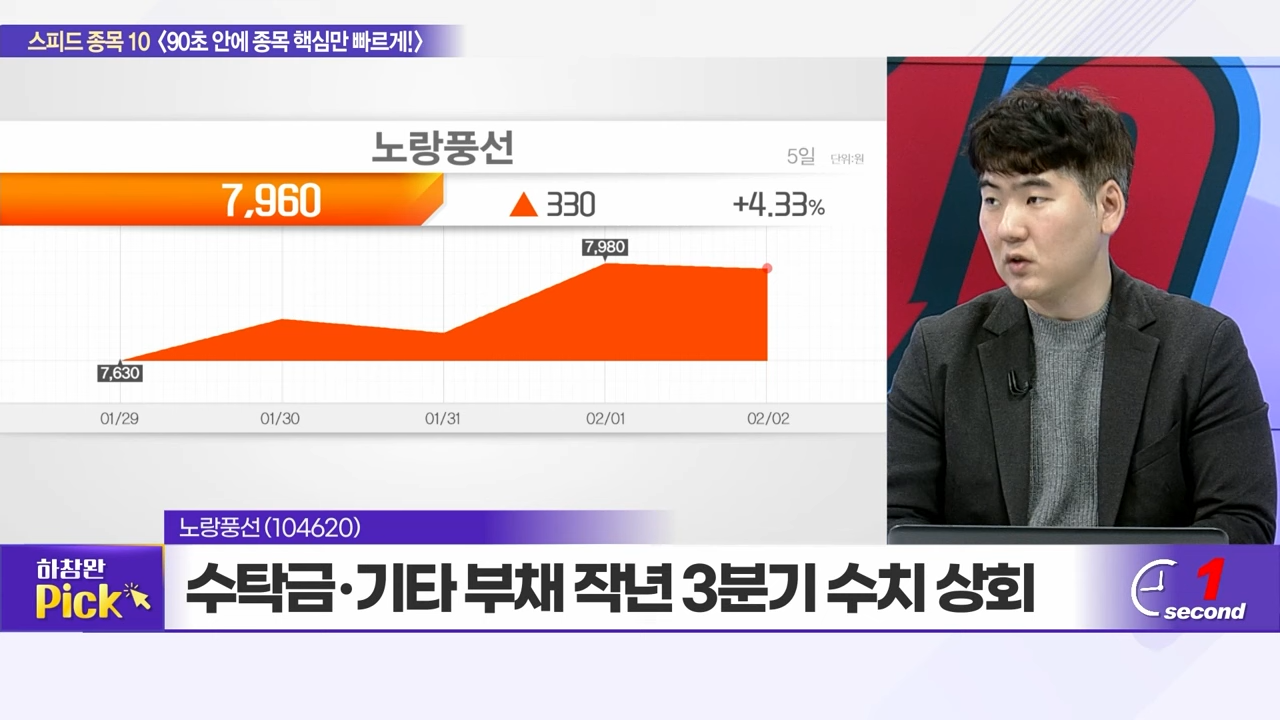 스피드 종목 10 〈90초 안에 종목 핵심만 빠르게!〉
노랑풍선
5일 단위:원
7,960 ▲ 330 +4.33%
7,980
7,630
01/29 01/30 01/31 02/01 02/02
노랑풍선(104620)
하창완
Pick
수탁금·기타 부채 작년 3분기 수치 상회
1
second